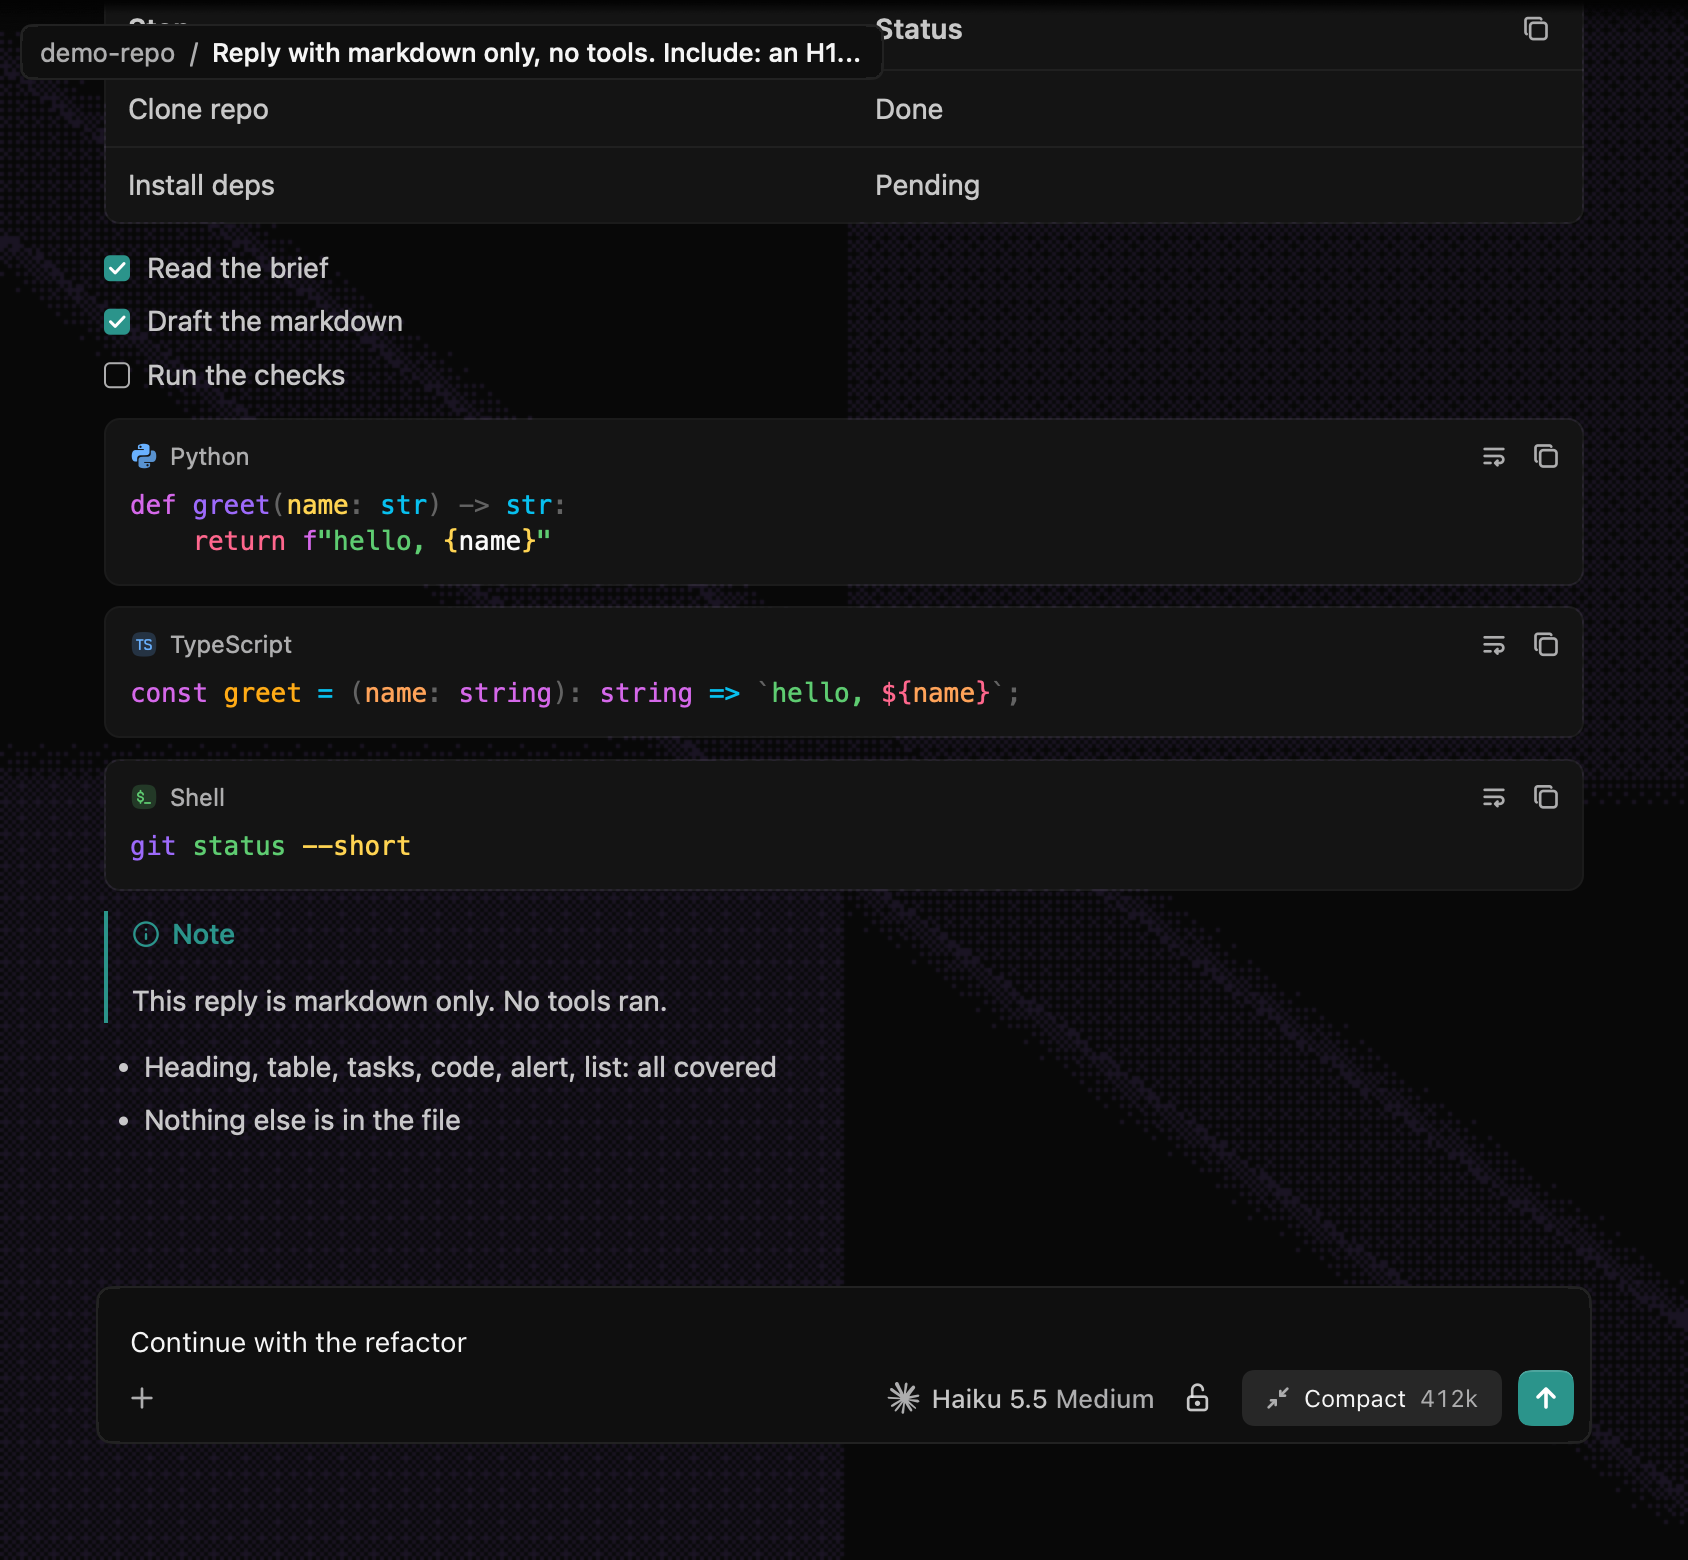 Status
demo-repo / Reply with markdown only, no tools. Include: an H1...
Clone repo Done
Install deps Pending
Read the brief
Draft the markdown
Run the checks
Python
def greet(name: str) -> str:
    return f"hello, {name}"
TS TypeScript
const greet = (name: string): string => `hello, ${name}`;
$_ Shell
git status --short
Note
This reply is markdown only. No tools ran.
• Heading, table, tasks, code, alert, list: all covered
• Nothing else is in the file
Continue with the refactor
Haiku 5.5 Medium Compact 412k